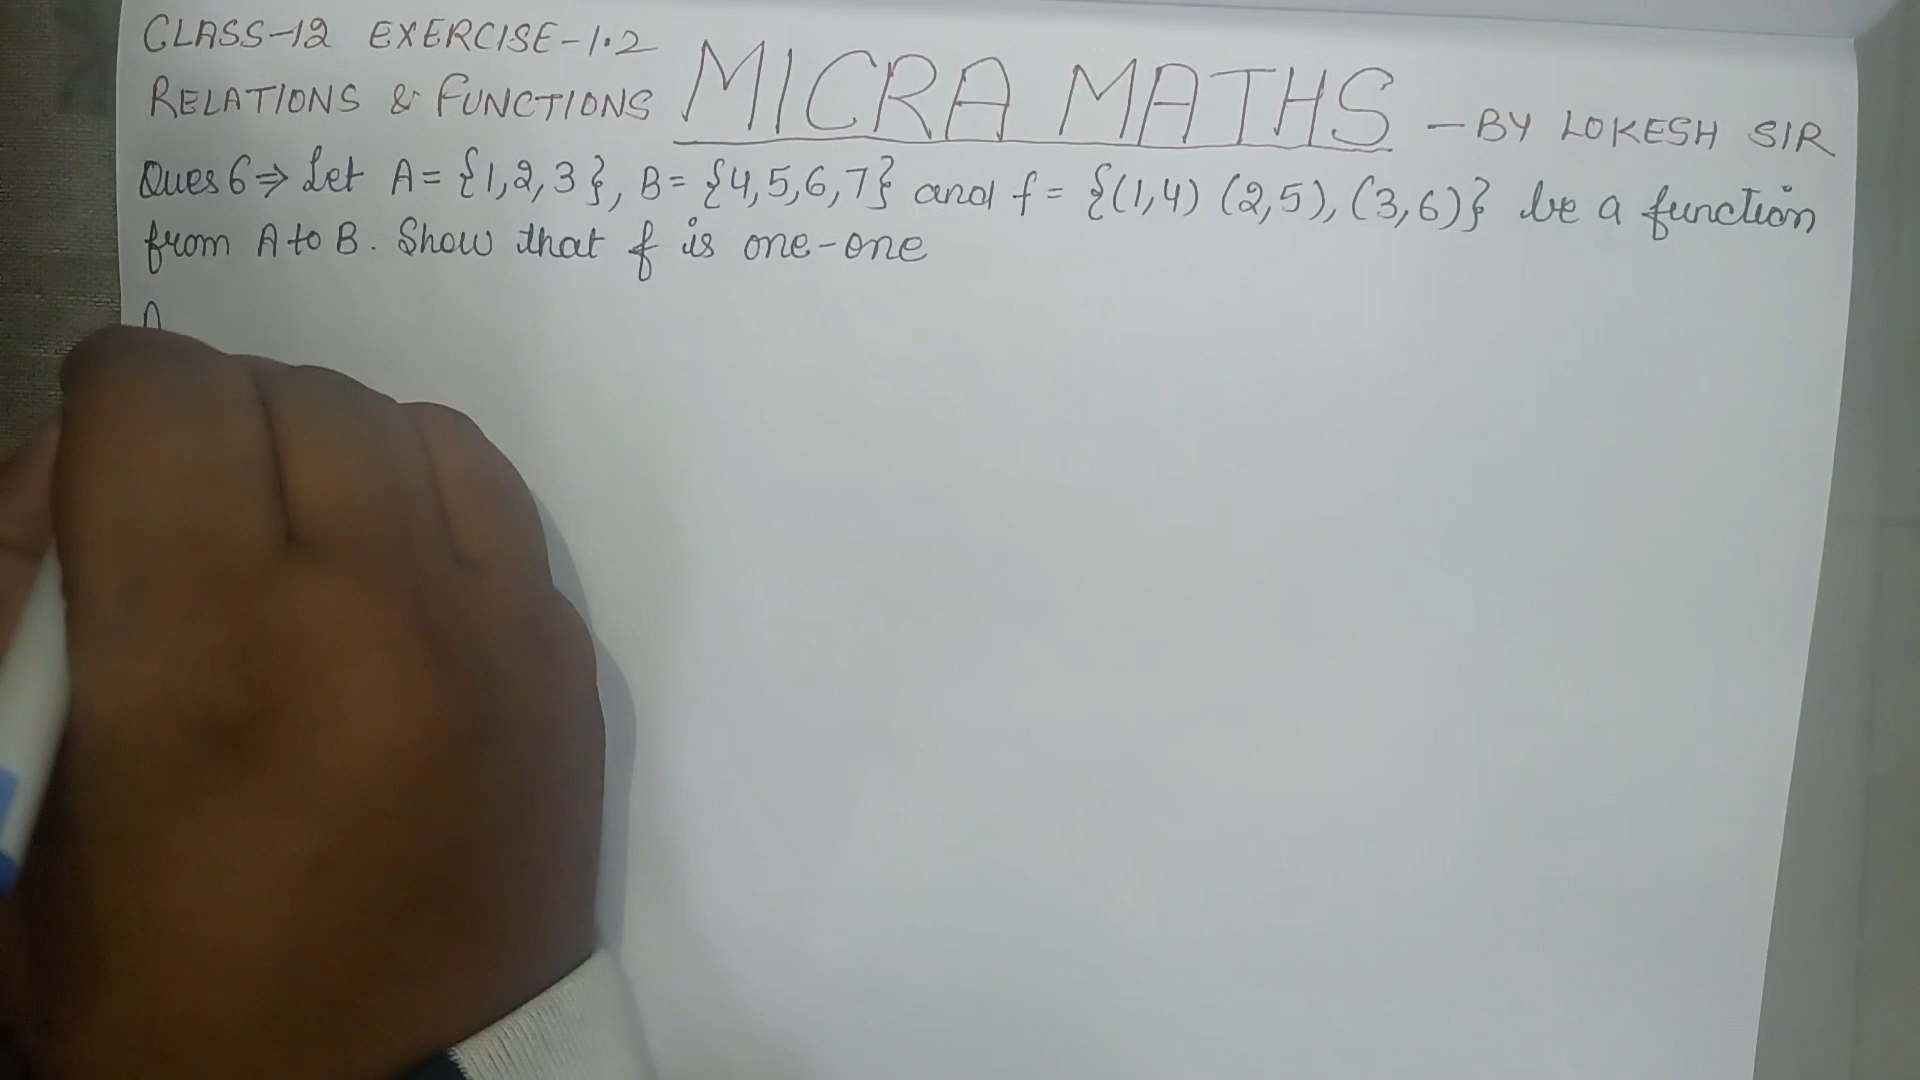 CLASS-12 EXERCISE-1.2
RELATIONS & FUNCTIONS MICRA MATHS - BY LOKESH SIR
Ques 6 ⇒ Let A = {1,2,3}, B = {4,5,6,7} and f = {(1,4) (2,5), (3,6)} be a function
from A to B. Show that f is one-one